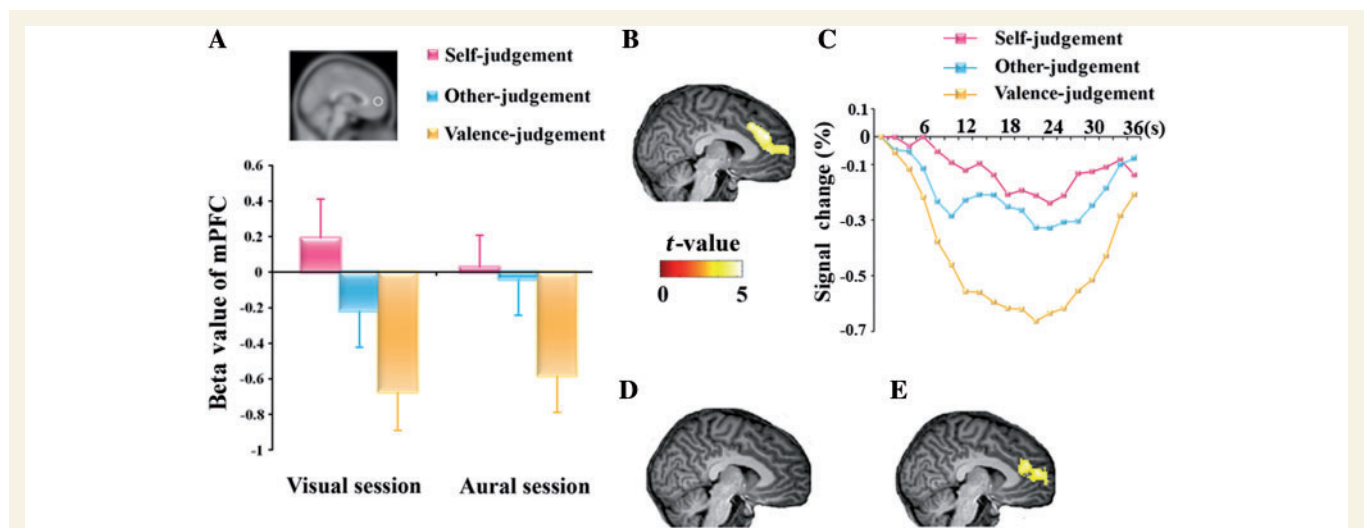 A
Self-judgement
Other-judgement
Valence-judgement
0.6
0.4
0.2
0
-0.2
-0.4
-0.6
-0.8
-1
Beta value of mPFC
Visual session
Aural session
B
t-value
0
5
C
Self-judgement
Other-judgement
Valence-judgement
0.1
0
-0.1
-0.3
-0.5
-0.7
6 12 18 24 30 36(s)
Signal change (%)
D
E